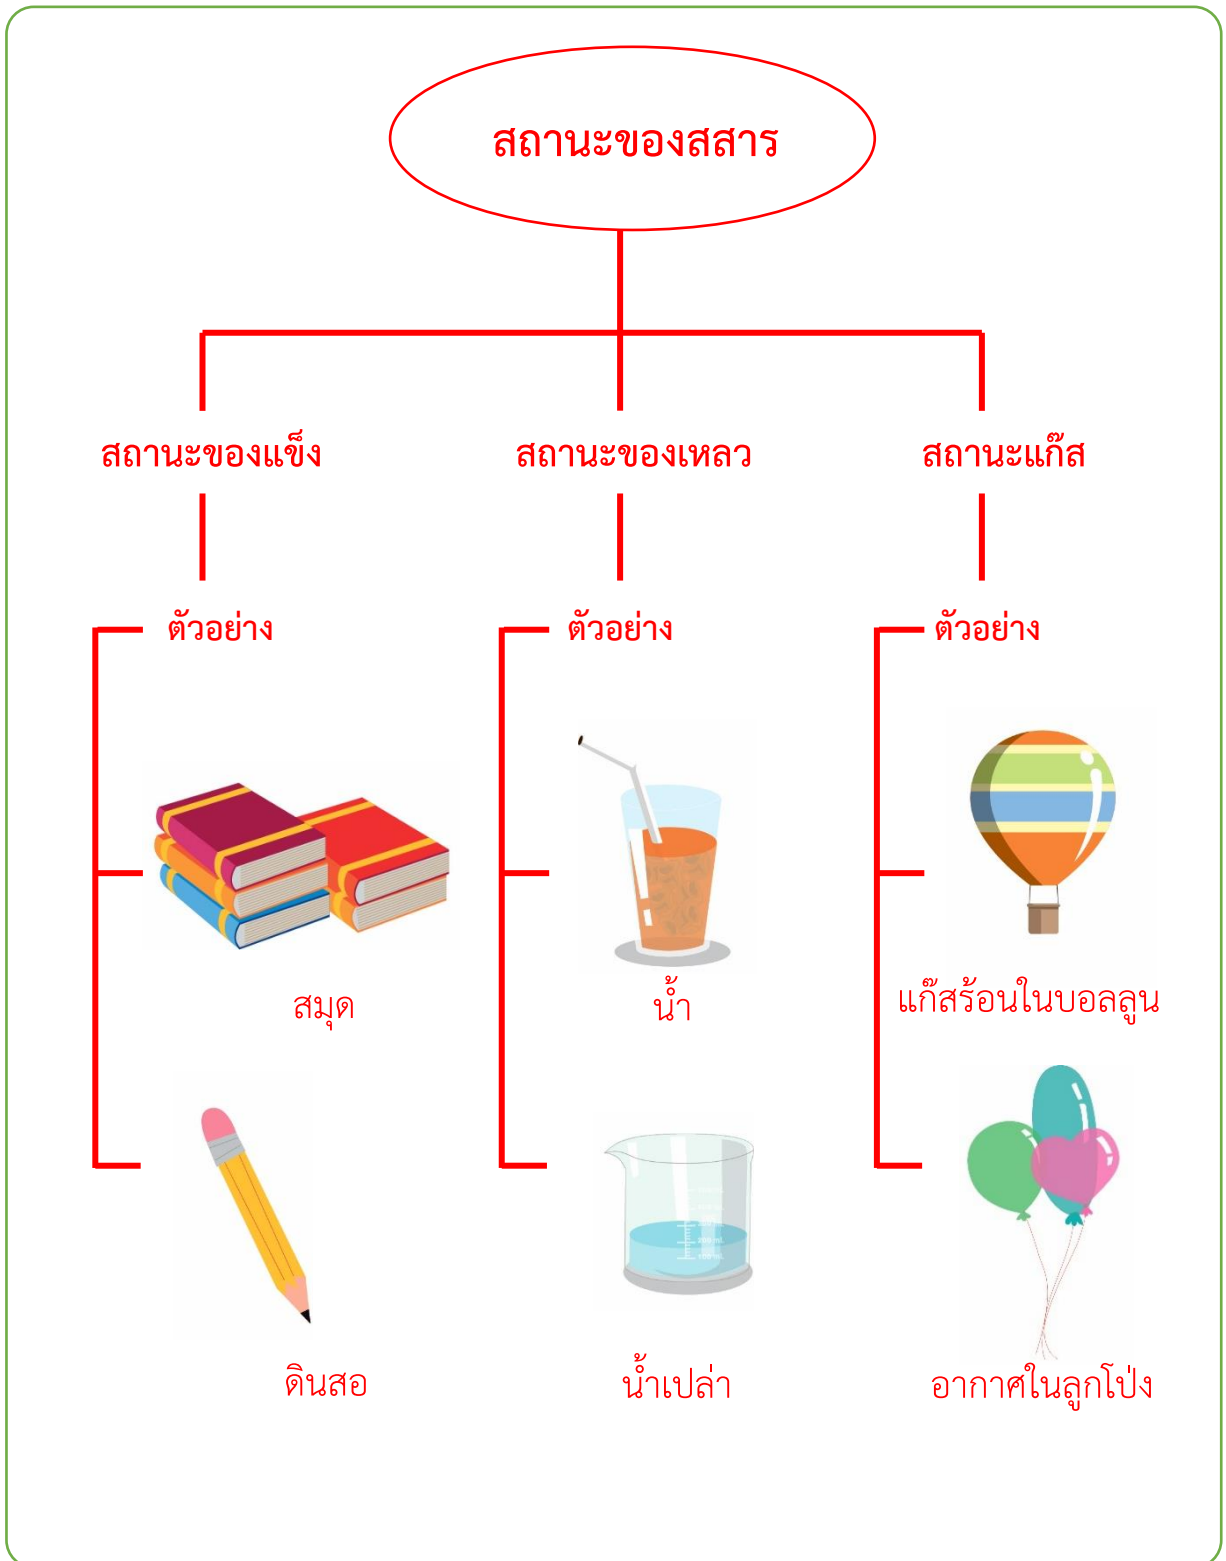 สถานะของสสาร
สถานะของแข็ง
สถานะของเหลว
สถานะแก๊ส
ตัวอย่าง
ตัวอย่าง
ตัวอย่าง
สมุด
น้ำ
แก๊สร้อนในบอลลูน
ดินสอ
น้ำเปล่า
อากาศในลูกโป่ง